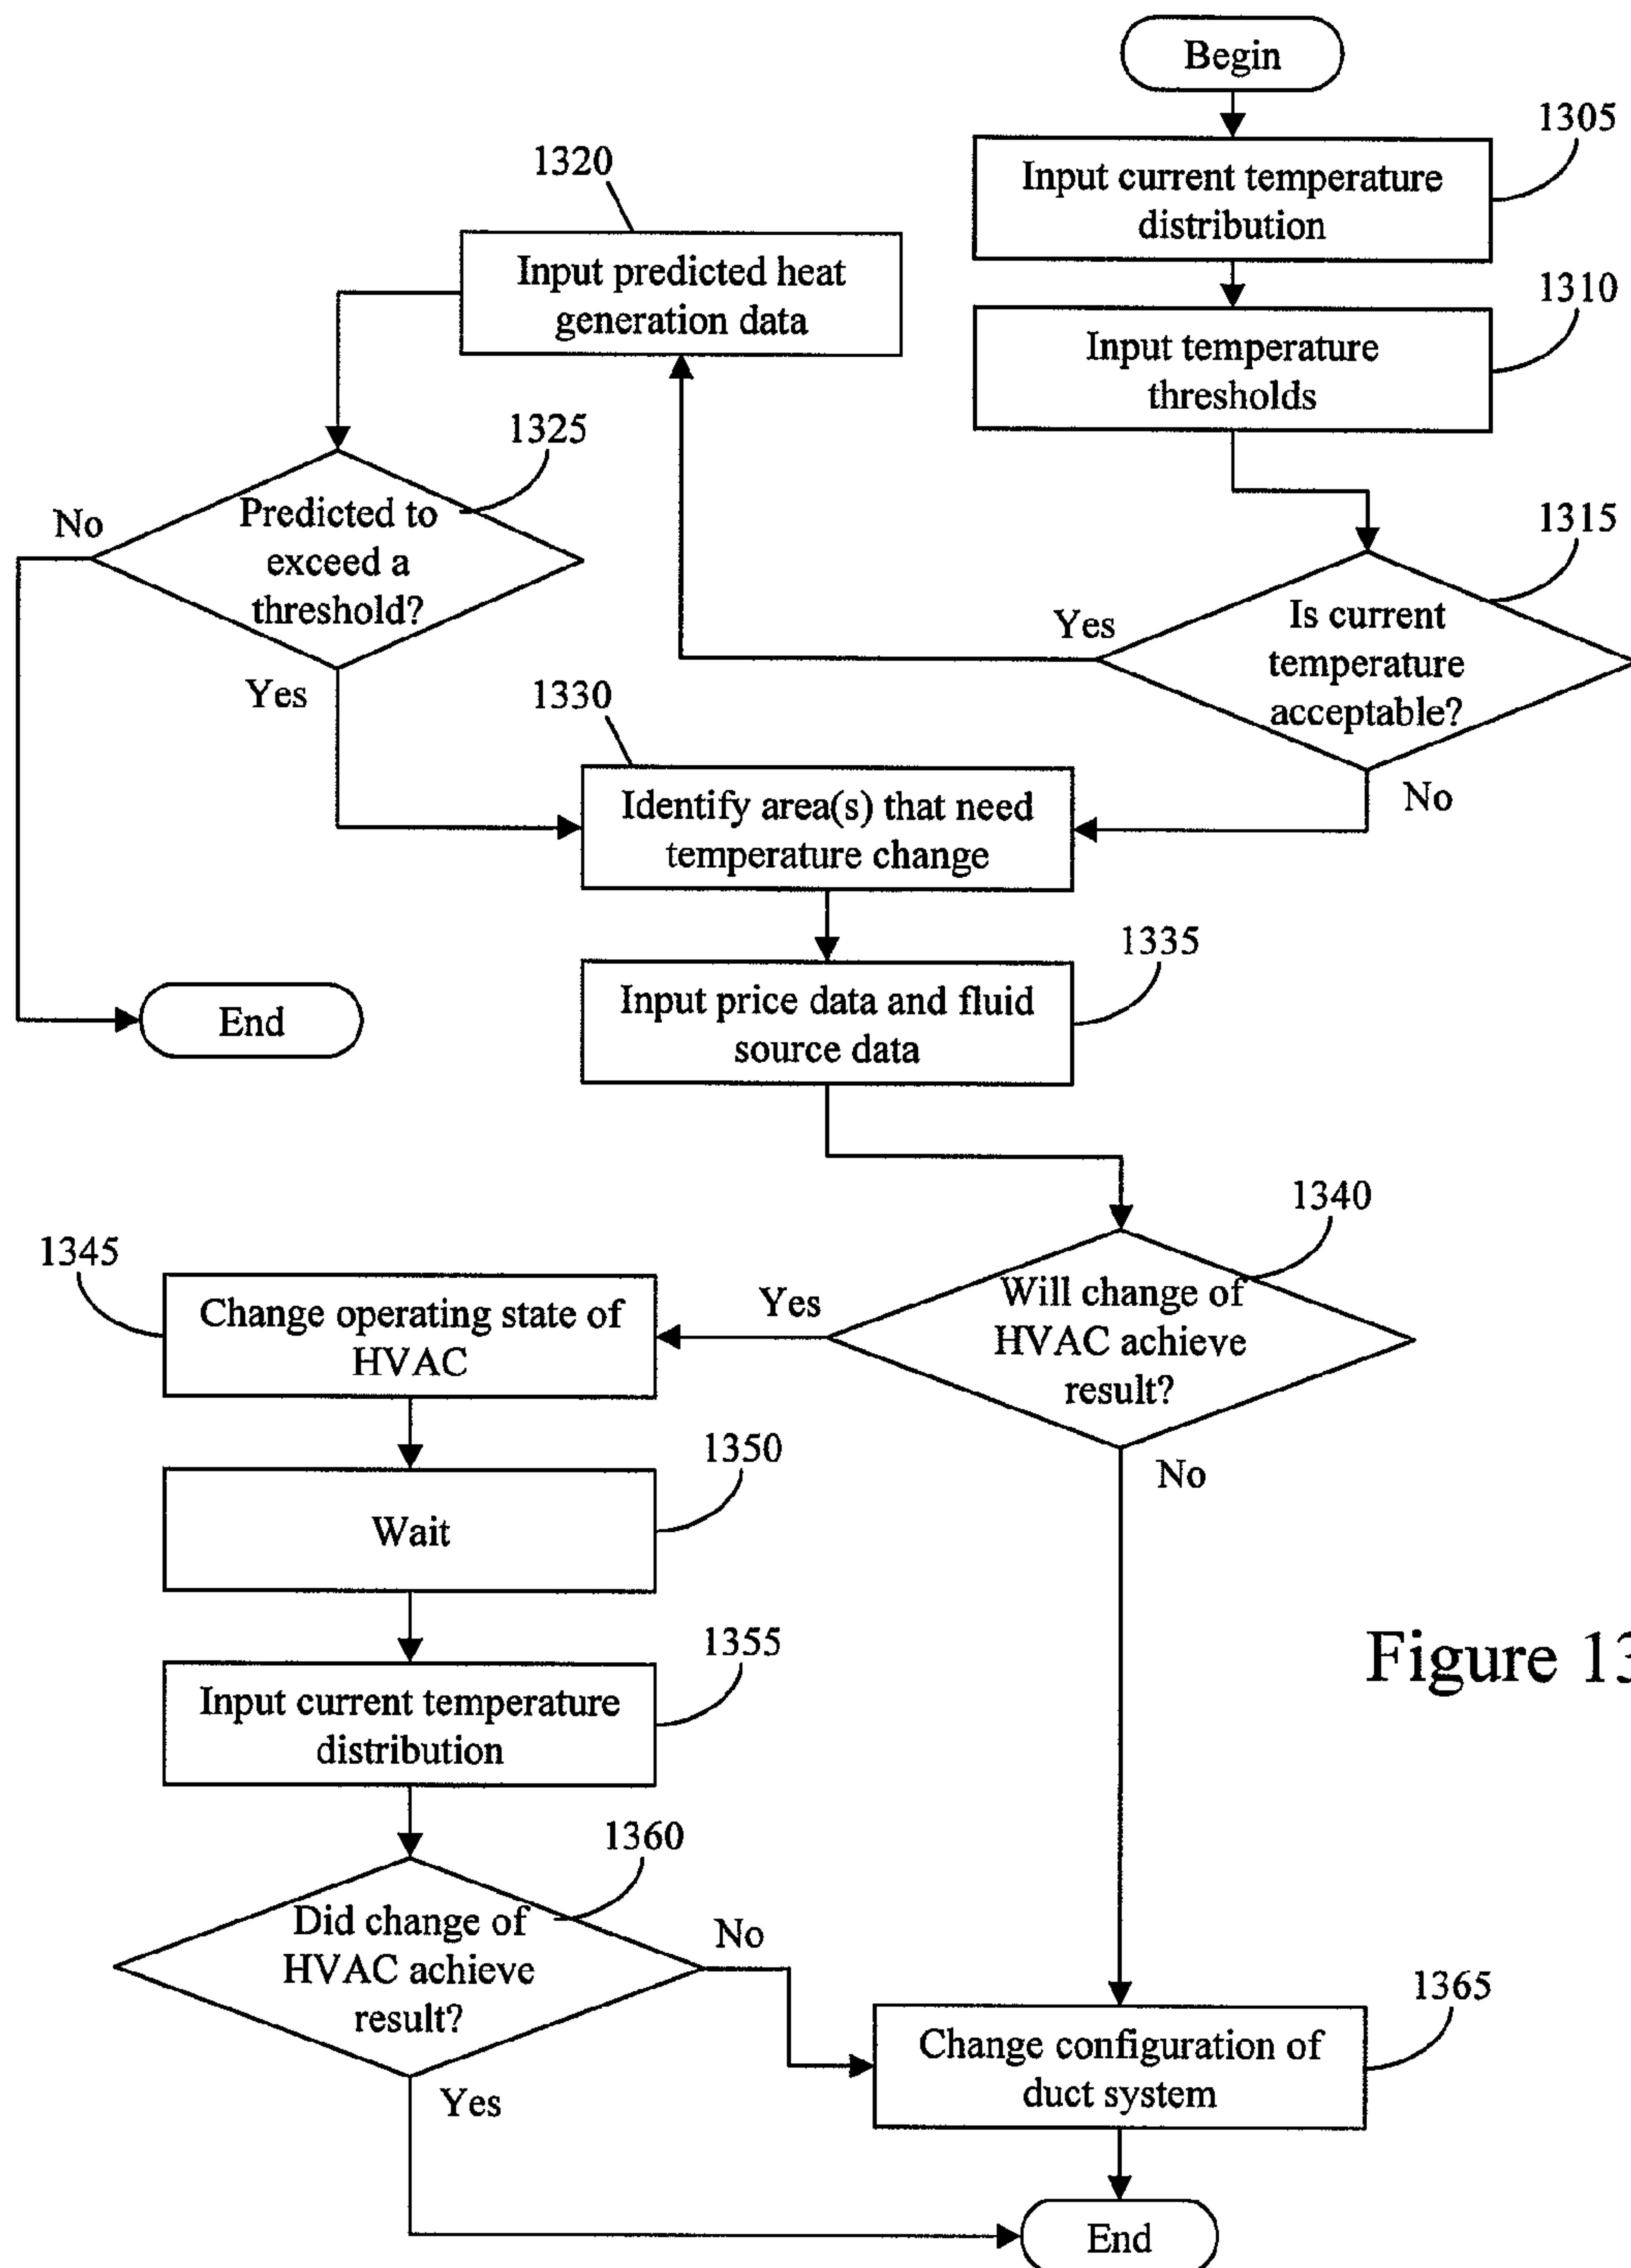 Begin
1305
Input current temperature
distribution
1310
Input temperature
thresholds
1315
Is current
temperature
acceptable?
Yes
No
1320
Input predicted heat
generation data
1325
Predicted to
exceed a
threshold?
No
Yes
End
1330
Identify area(s) that need
temperature change
1335
Input price data and fluid
source data
1340
Will change of
HVAC achieve
result?
Yes
No
1345
Change operating state of
HVAC
1350
Wait
1355
Input current temperature
distribution
1360
Did change of
HVAC achieve
result?
No
Yes
1365
Change configuration of
duct system
End
Figure 13